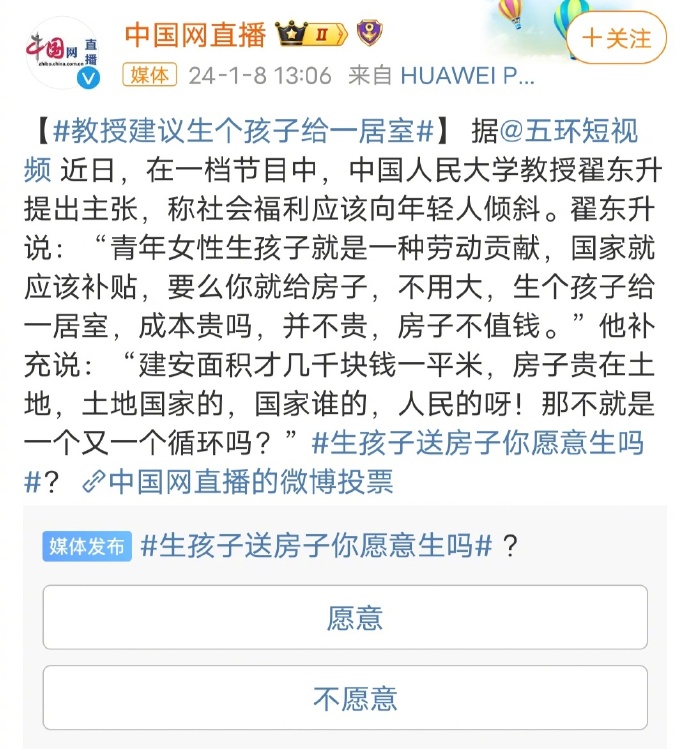 中国网
直播
china.com.cn
中国网直播 II
+关注
媒体 24-1-8 13:06 来自 HUAWEI P...
【#教授建议生个孩子给一居室#】 据@五环短视
频 近日，在一档节目中，中国人民大学教授翟东升
提出主张，称社会福利应该向年轻人倾斜。翟东升
说：“青年女性生孩子就是一种劳动贡献，国家就
应该补贴，要么你就给房子，不用大，生个孩子给
一居室，成本贵吗，并不贵，房子不值钱。”他补
充说：“建安面积才几千块钱一平米，房子贵在土
地，土地国家的，国家谁的，人民的呀！那不就是
一个又一个循环吗？”#生孩子送房子你愿意生吗
#？ 中国网直播的微博投票
媒体发布 #生孩子送房子你愿意生吗# ？
愿意
不愿意